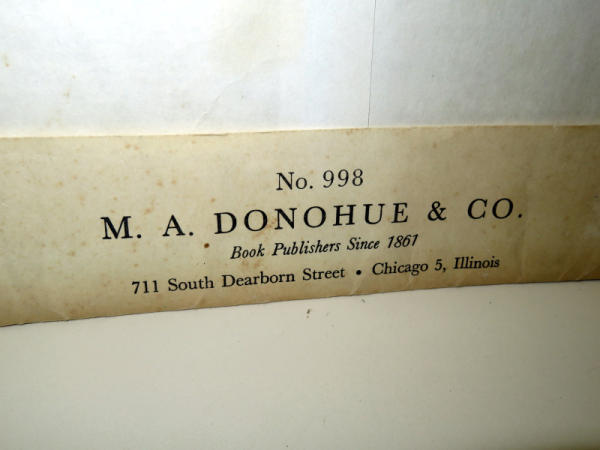 No. 998
M. A. DONOHUE & CO.
Book Publishers Since 1861
711 South Dearborn Street • Chicago 5, Illinois